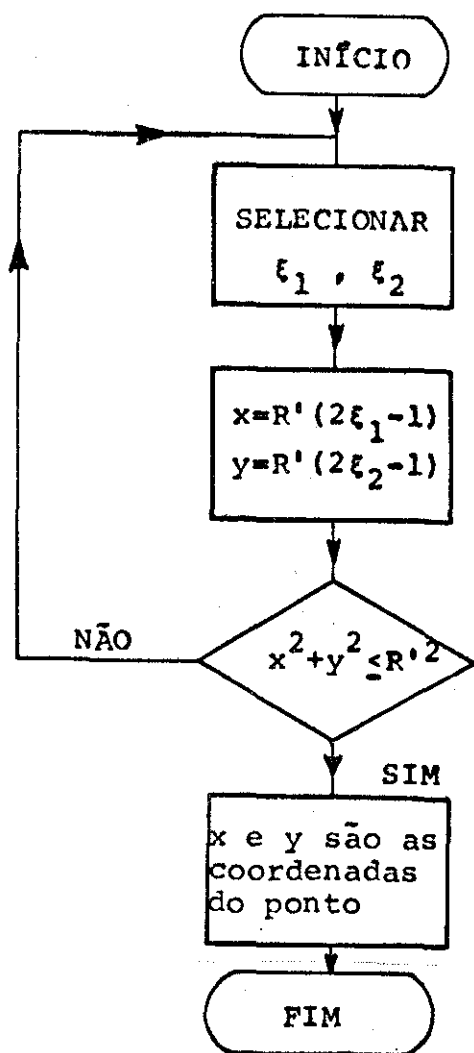 INÍCIO
SELECIONAR
ξ₁ , ξ₂
x=R'(2ξ₁-1)
y=R'(2ξ₂-1)
NÃO
x²+y²≤R'²
SIM
x e y são as
coordenadas
do ponto
FIM